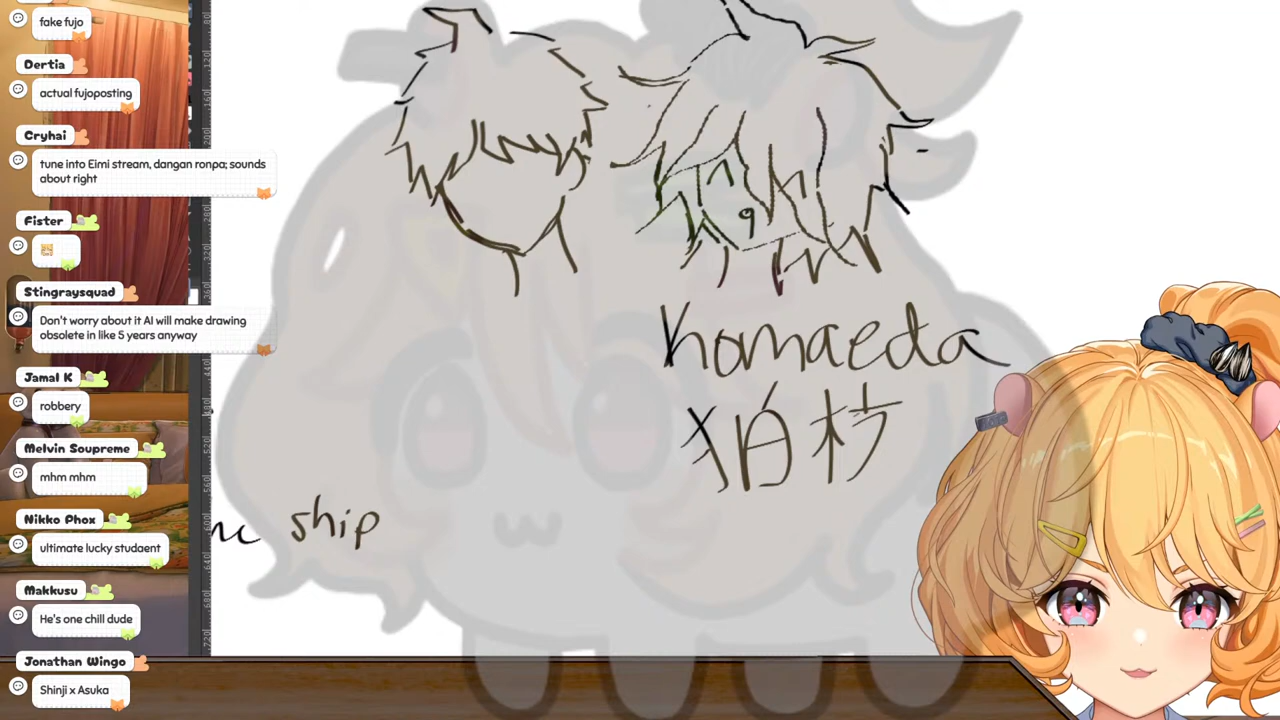 fake fujo
Dertia
actual fujoposting
Cryhai
tune into Eimi stream, dangan ronpa; sounds
about right
Fister
Stingraysquad
Don't worry about it AI will make drawing
obsolete in like 5 years anyway
Jamal K
robbery
Melvin Soupreme
mhm mhm
Nikko Phox
ultimate lucky studaent
Makkusu
He's one chill dude
Jonathan Wingo
Shinji x Asuka
komaeda
狛枝
ship